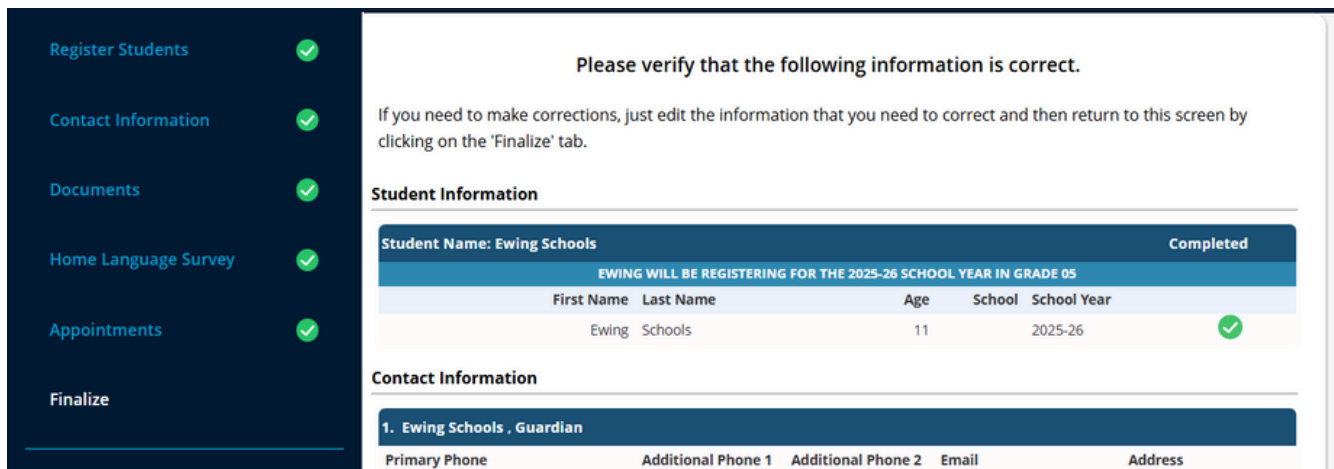 Register Students
Contact Information
Documents
Home Language Survey
Appointments
Finalize
Please verify that the following information is correct.
If you need to make corrections, just edit the information that you need to correct and then return to this screen by
clicking on the 'Finalize' tab.
Student Information
Student Name: Ewing Schools Completed
EWING WILL BE REGISTERING FOR THE 2025-26 SCHOOL YEAR IN GRADE 05
First Name Last Name Age School School Year
Ewing Schools 11 2025-26
Contact Information
1. Ewing Schools , Guardian
Primary Phone Additional Phone 1 Additional Phone 2 Email Address